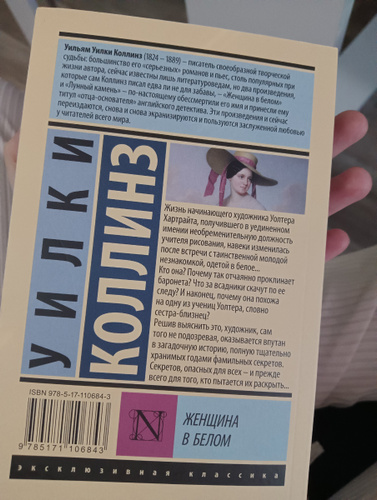 Уильям Уилки Коллинз (1824 – 1889) – писатель своеобразной творческой
судьбы: большинство его «серьезных» романов и пьес, столь популярных при
жизни автора, сейчас известны лишь литературоведам, но два произведения,
которые сам Коллинз писал едва ли не для забавы, – «Женщина в белом»
и «Лунный камень» – по-настоящему обессмертили его имя и принесли ему
титул «отца-основателя» английского детектива. Эти произведения и сейчас
переиздаются, снова и снова экранизируются и пользуются заслуженной любовью
у читателей всего мира.
УИЛКИ
КОЛЛИНЗ
Жизнь начинающего художника Уолтера
Хартрайта, получившего в уединенном
имении необременительную должность
учителя рисования, навеки изменилась
после встречи с таинственной молодой
незнакомкой, одетой в белое...
Кто она? Почему так отчаянно проклинает
баронета? Что за всадники скачут по ее
следу? И наконец, почему она похожа
на одну из учениц Уолтера, словно
сестра-близнец?
Решив выяснить это, художник, сам
того не подозревая, оказывается впутан
в загадочную историю, полную тщательно
хранимых годами фамильных секретов.
Секретов, опасных для всех – и прежде
всего для того, кто пытается их раскрыть...
ISBN 978-5-17-110684-3
9 785171 106843
N
ЖЕНЩИНА
В БЕЛОМ
эксклюзивная классика